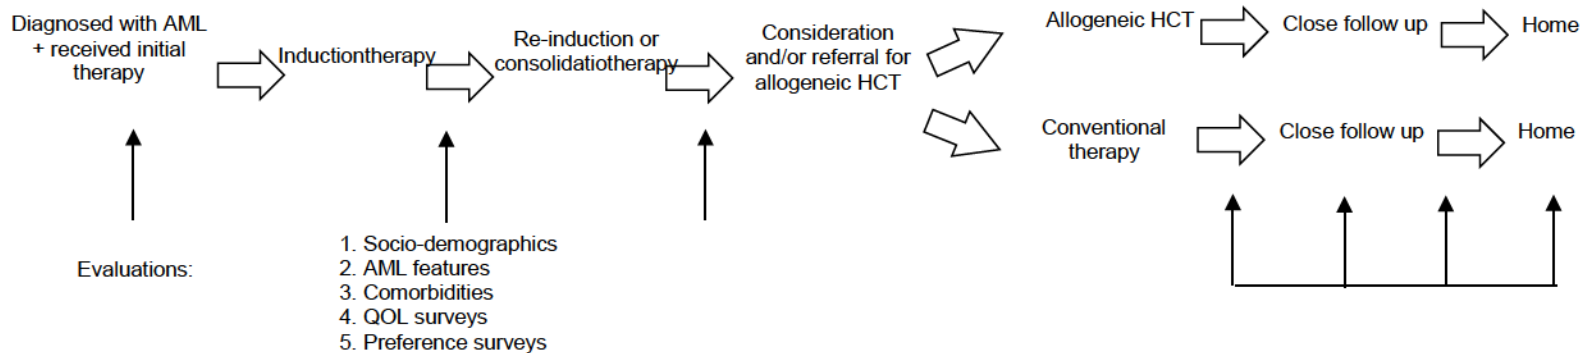 Diagnosed with AML
+ received initial
therapy
Inductiontherapy
Re-induction or
consolidatiotherapy
Consideration
and/or referral for
allogeneic HCT
Allogeneic HCT
Close follow up
Home
Conventional
therapy
Close follow up
Home
Evaluations:
1. Socio-demographics
2. AML features
3. Comorbidities
4. QOL surveys
5. Preference surveys